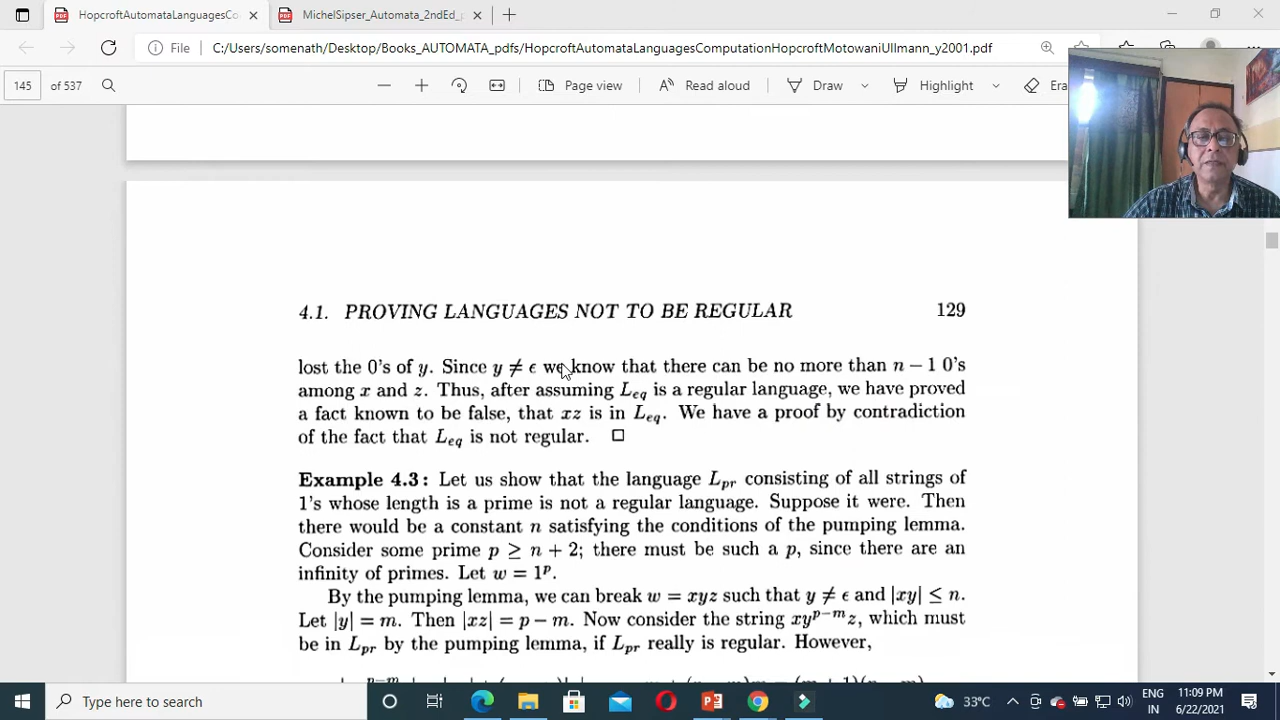 HopcroftAutomataLanguagesCo
MichelSipser_Automata_2ndEd_
File
C:/Users/somenath/Desktop/Books_AUTOMATA_pdfs/HopcroftAutomataLanguagesComputationHopcroftMotowaniUllmann_y2001.pdf
145 of 537
Page view
Read aloud
Draw
Highlight
Era
4.1. PROVING LANGUAGES NOT TO BE REGULAR 129
lost the 0's of y. Since y ≠ ϵ we know that there can be no more than n − 1 0's
among x and z. Thus, after assuming L_eq is a regular language, we have proved
a fact known to be false, that xz is in L_eq. We have a proof by contradiction
of the fact that L_eq is not regular. □
Example 4.3: Let us show that the language L_pr consisting of all strings of
1's whose length is a prime is not a regular language. Suppose it were. Then
there would be a constant n satisfying the conditions of the pumping lemma.
Consider some prime p ≥ n + 2; there must be such a p, since there are an
infinity of primes. Let w = 1^p.
By the pumping lemma, we can break w = xyz such that y ≠ ϵ and |xy| ≤ n.
Let |y| = m. Then |xz| = p − m. Now consider the string xy^{p−m}z, which must
be in L_pr by the pumping lemma, if L_pr really is regular. However,
Type here to search
33°C
ENG
IN
11:09 PM
6/22/2021